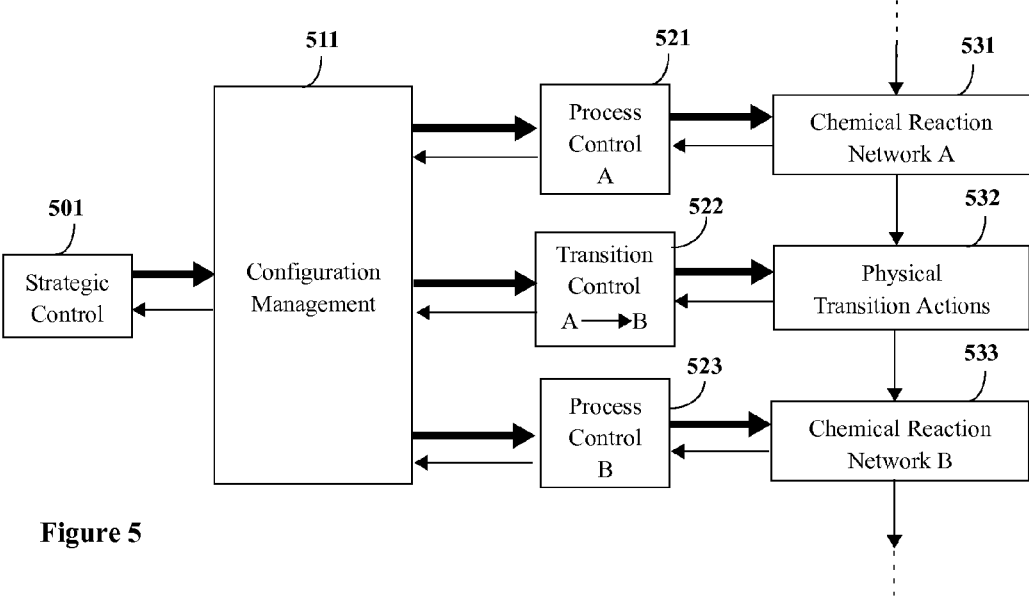 511
521
531
Process
Control
A
Chemical Reaction
Network A
501
522
532
Strategic
Control
Configuration
Management
Transition
Control
A B
Physical
Transition Actions
523
533
Process
Control
B
Chemical Reaction
Network B
Figure 5